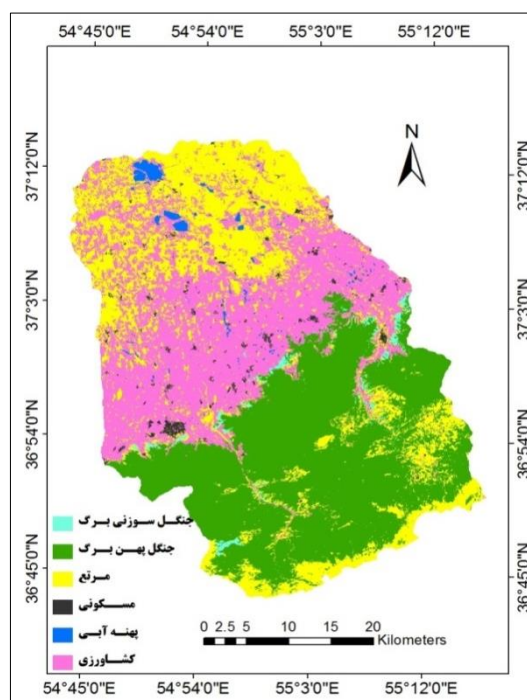 54°45'0"E 54°54'0"E 55°3'0"E 55°12'0"E
37°12'0"N 37°12'0"N
N
37°3'0"N 37°3'0"N
36°54'0"N 36°54'0"N
جنگل سوزنی برگ
جنگل پهن برگ
مرتع
36°45'0"N 36°45'0"N
مسکونی
پهنه آبی
0 2.5 5 10 15 20
Kilometers
کشاورزی
54°45'0"E 54°54'0"E 55°3'0"E 55°12'0"E